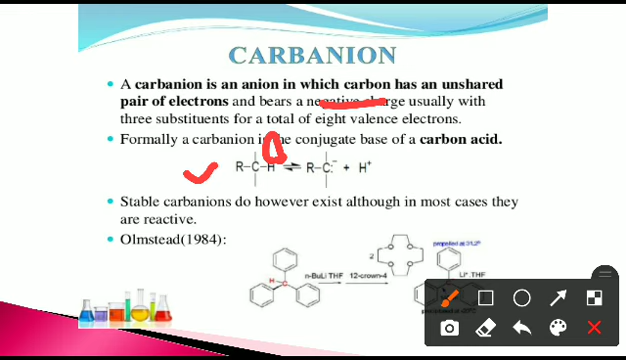 CARBANION
• A carbanion is an anion in which carbon has an unshared
pair of electrons and bears a negative charge usually with
three substituents for a total of eight valence electrons.
• Formally a carbanion is the conjugate base of a carbon acid.
R-C-H ⇌ R-C:⁻ + H⁺
• Stable carbanions do however exist although in most cases they
are reactive.
• Olmstead(1984):
H C n-BuLi THF 12-crown-4 2 O O O O Li⁺.THF